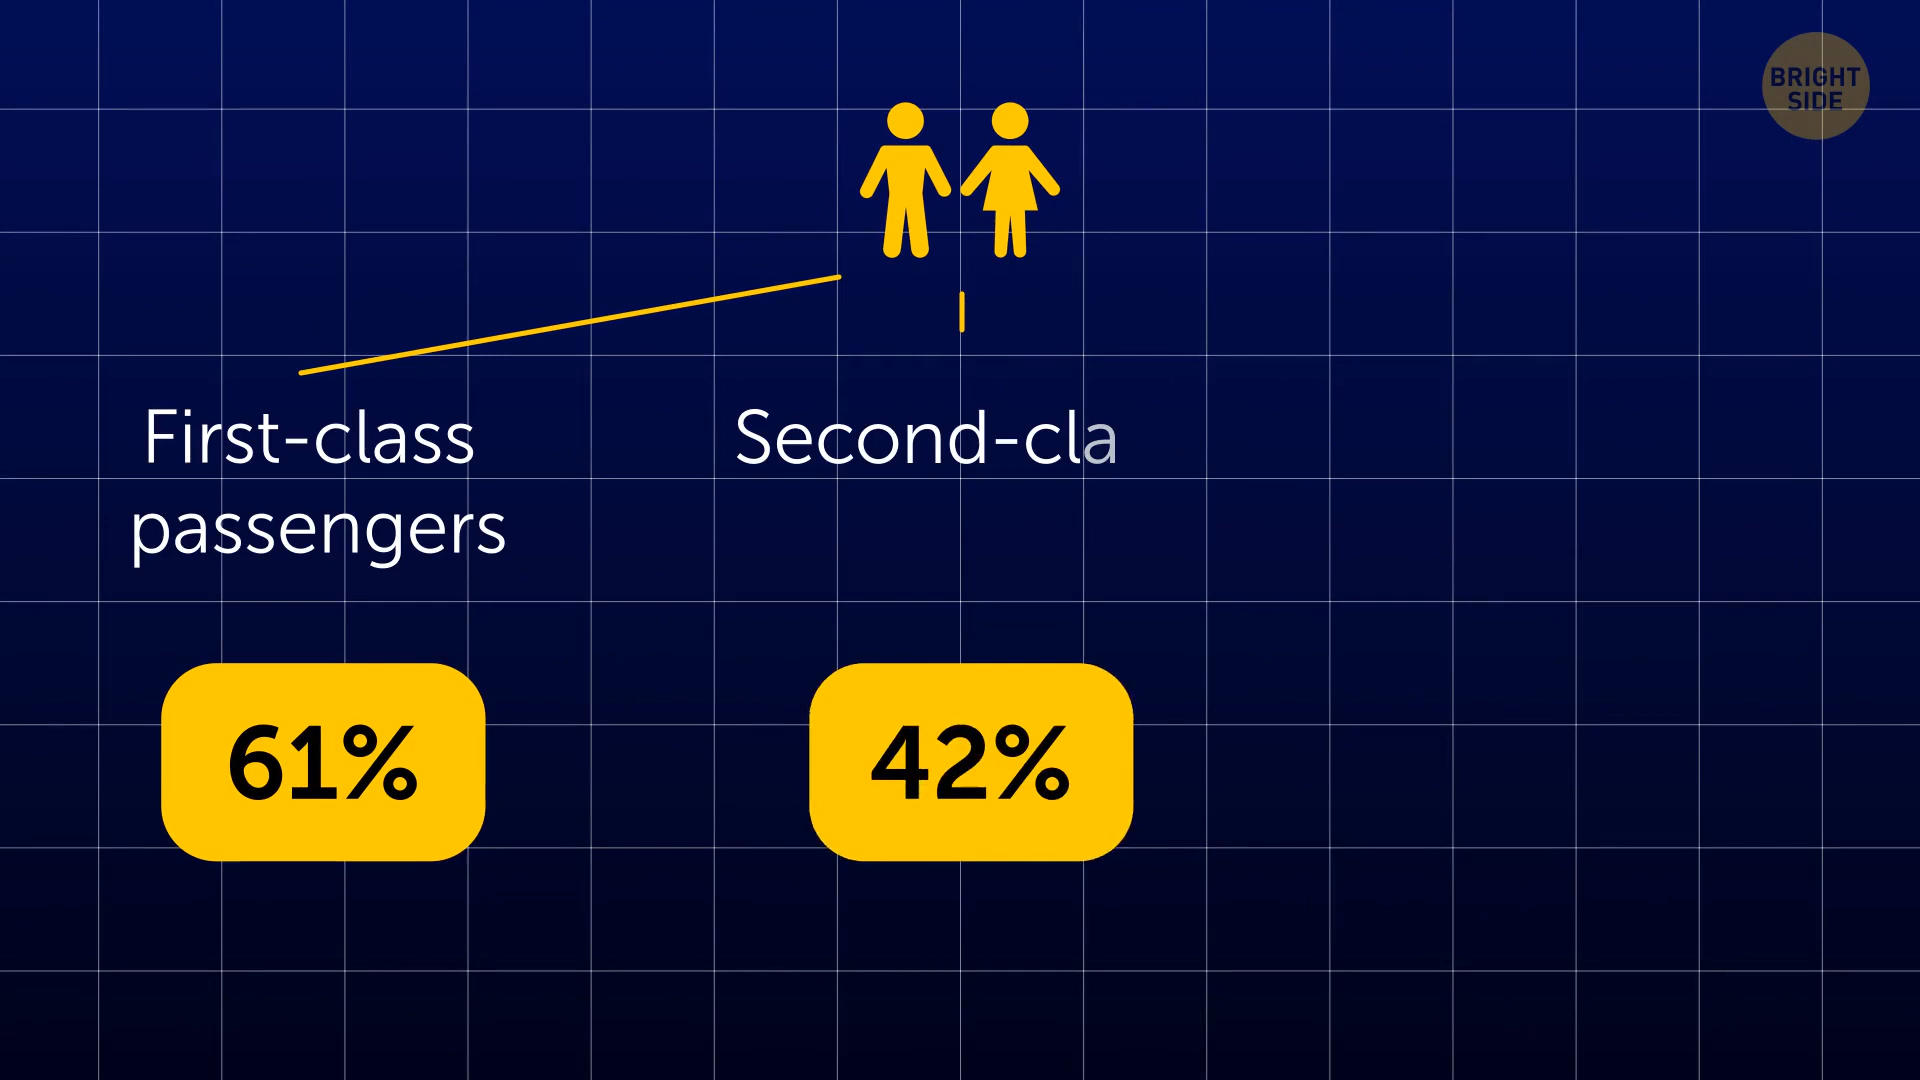 BRIGHT
SIDE
First-class
passengers
Second-cla
61%
42%